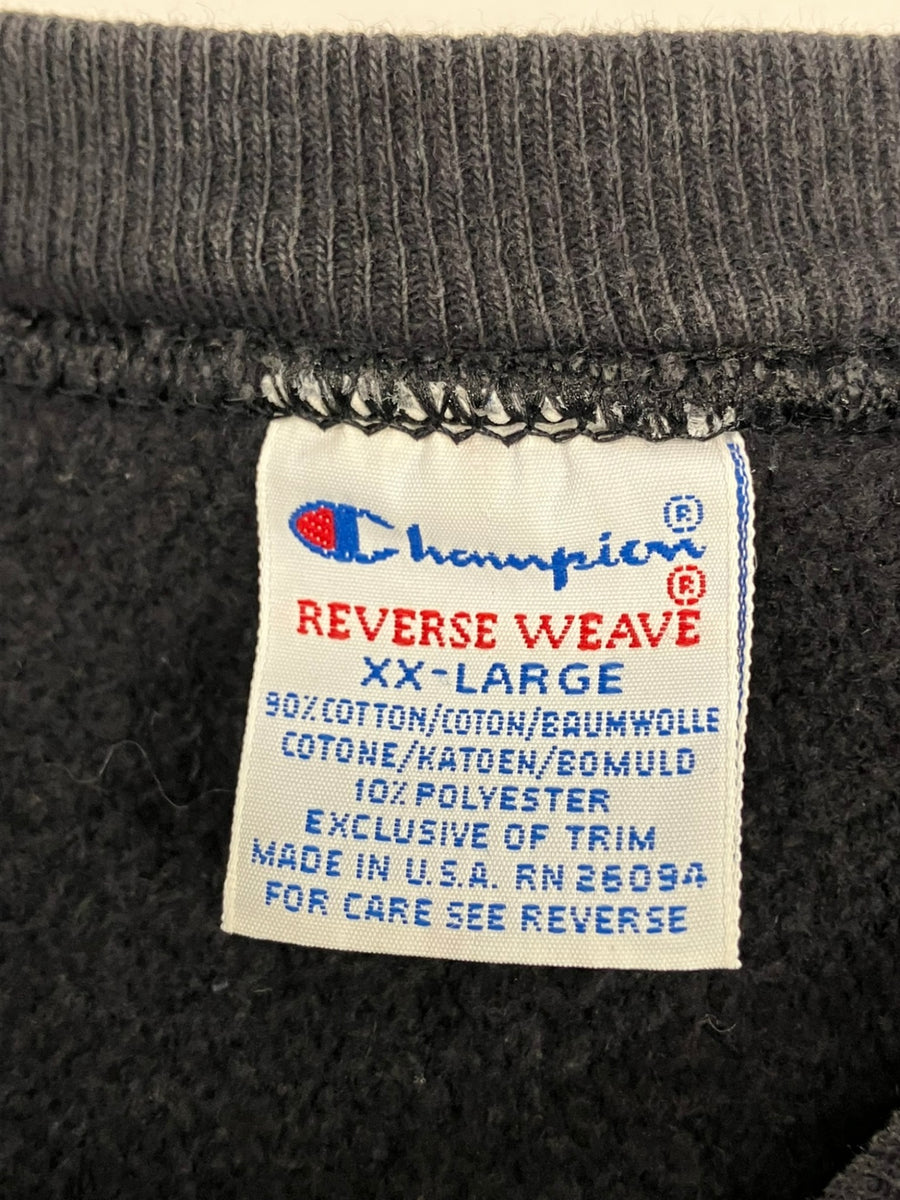 Champion®
REVERSE WEAVE®
XX-LARGE
90% COTTON/COTON/BAUMWOLLE
COTONE/KATOEN/BOMULD
10% POLYESTER
EXCLUSIVE OF TRIM
MADE IN U.S.A. RN 26094
FOR CARE SEE REVERSE